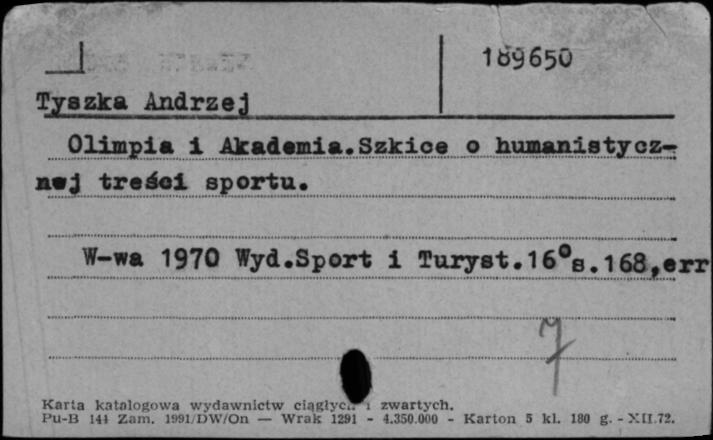 189650
Tyszka Andrzej
Olimpia i Akademia.Szkice o humanistycz-
nej treści sportu.
W-wa 1970 Wyd.Sport i Turyst.16°s.168,err
7
Karta katalogowa wydawnictw ciągłych i zwartych.
Pu-B 144 Zam. 1991/DW/On — Wrak 1291 - 4.350.000 - Karton 5 kl. 180 g. - XII.72.